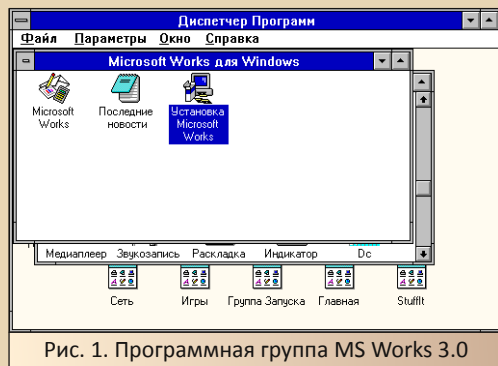 Диспетчер Программ
Файл Параметры Окно Справка
Microsoft Works для Windows
Microsoft Works
Последние новости
Установка Microsoft Works
Медиаплеер Звукозапись Раскладка Индикатор Dc
Сеть Игры Группа Запуска Главная StuffIt
Рис. 1. Программная группа MS Works 3.0